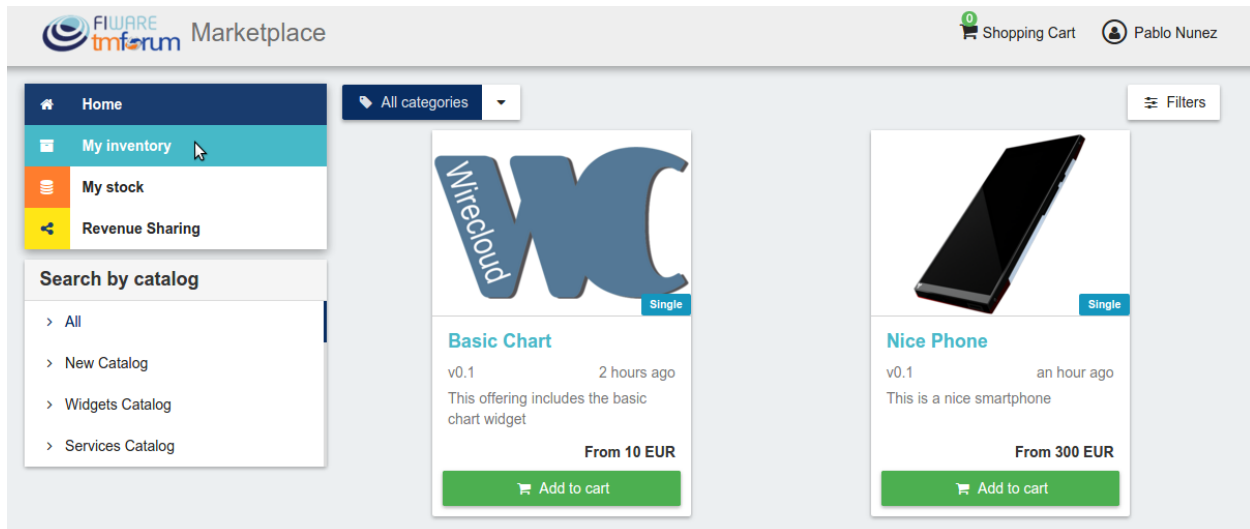 FIWARE
tmforum
Marketplace
0
Shopping Cart
Pablo Nunez
Home
My inventory
My stock
Revenue Sharing
Search by catalog
All
New Catalog
Widgets Catalog
Services Catalog
All categories
Filters
Wirecloud
WC
Single
Basic Chart
v0.1 2 hours ago
This offering includes the basic
chart widget
From 10 EUR
Add to cart
Single
Nice Phone
v0.1 an hour ago
This is a nice smartphone
From 300 EUR
Add to cart